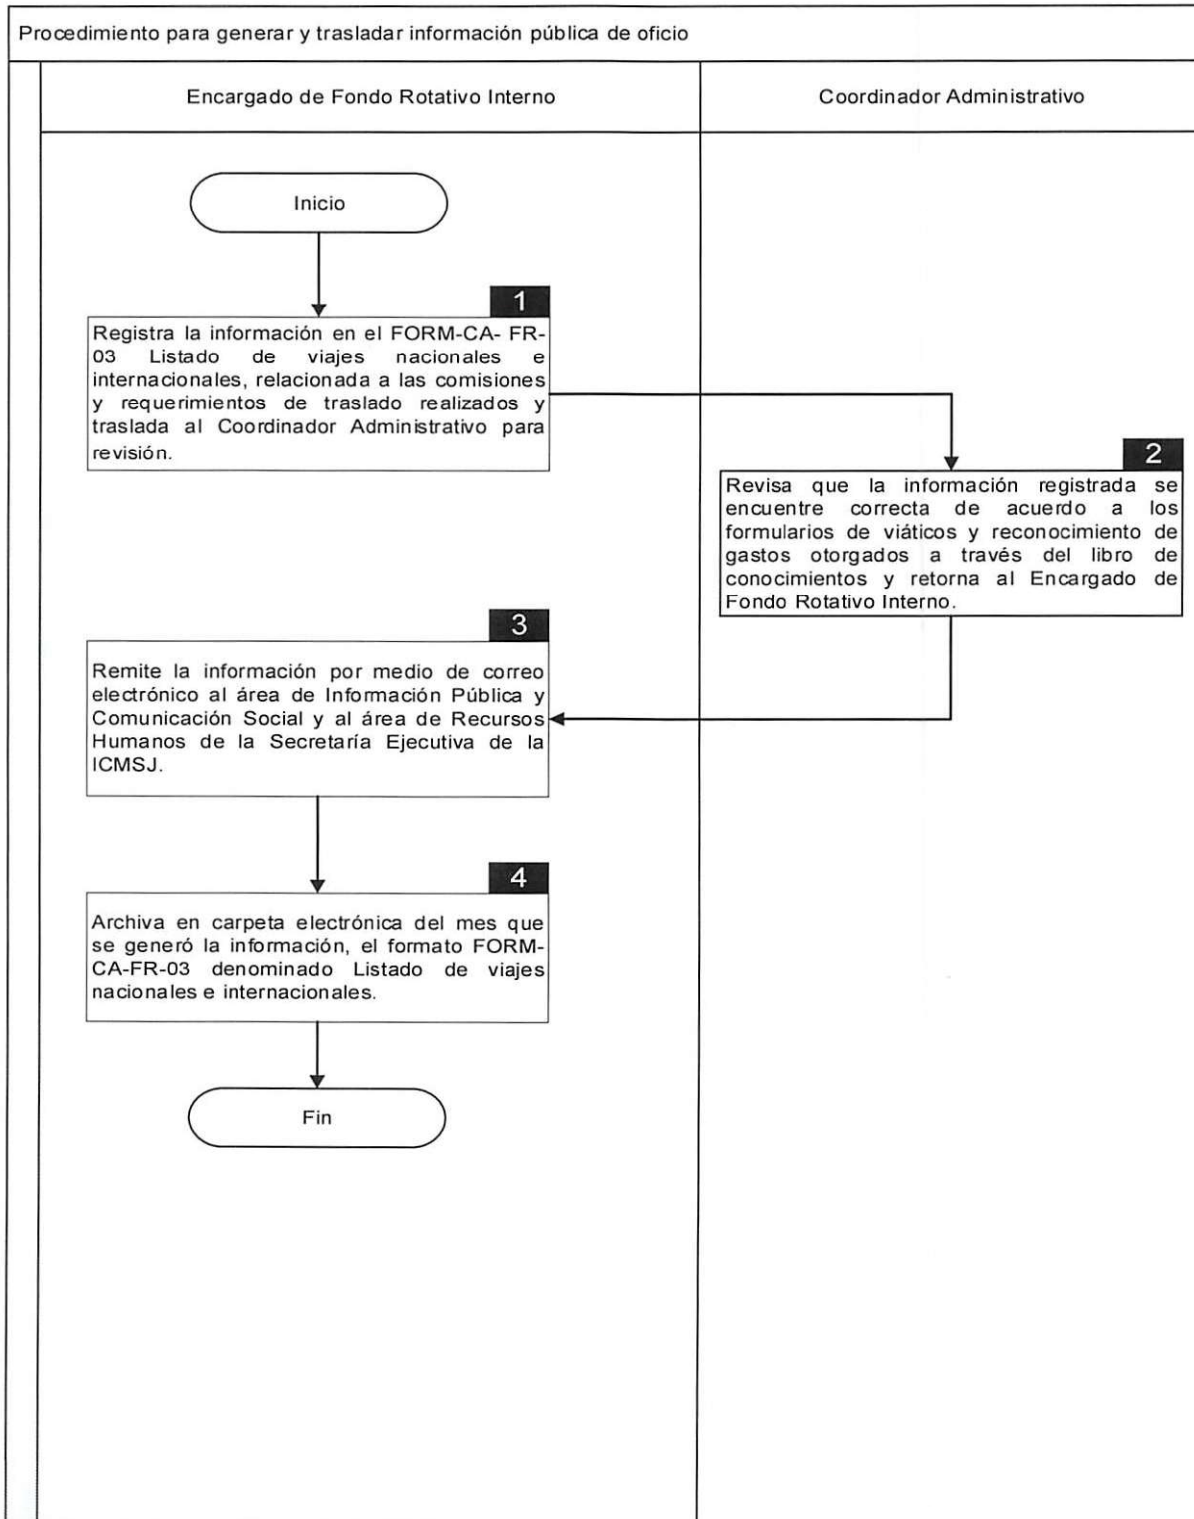 Procedimiento para generar y trasladar información pública de oficio
Encargado de Fondo Rotativo Interno
Coordinador Administrativo
Inicio
1
Registra la información en el FORM-CA- FR-
03 Listado de viajes nacionales e
internacionales, relacionada a las comisiones
y requerimientos de traslado realizados y
traslada al Coordinador Administrativo para
revisión.
2
Revisa que la información registrada se
encuentre correcta de acuerdo a los
formularios de viáticos y reconocimiento de
gastos otorgados a través del libro de
conocimientos y retorna al Encargado de
Fondo Rotativo Interno.
3
Remite la información por medio de correo
electrónico al área de Información Pública y
Comunicación Social y al área de Recursos
Humanos de la Secretaría Ejecutiva de la
ICMSJ.
4
Archiva en carpeta electrónica del mes que
se generó la información, el formato FORM-
CA-FR-03 denominado Listado de viajes
nacionales e internacionales.
Fin